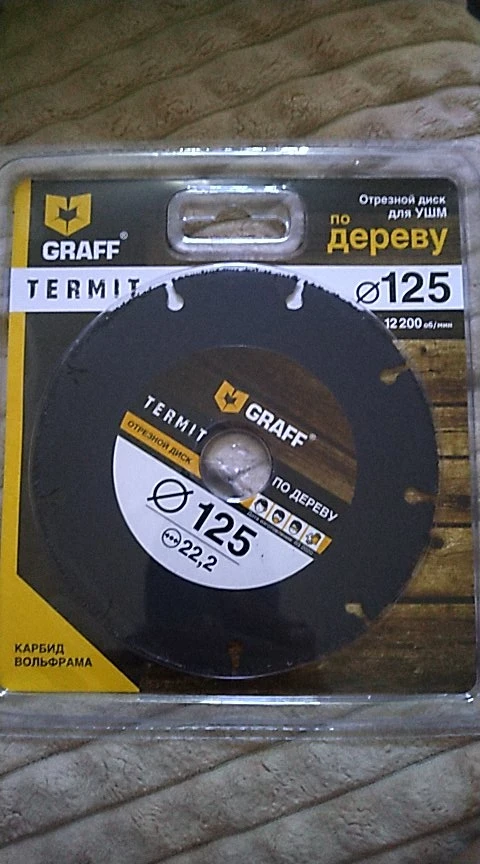 GRAFF®
Отрезной диск
для УШМ
по
дереву
TERMIT
⌀125
12 200 об/мин
GRAFF®
TERMIT
ОТРЕЗНОЙ ДИСК
ПО ДЕРЕВУ
⌀ 125
22,2
КАРБИД
ВОЛЬФРАМА